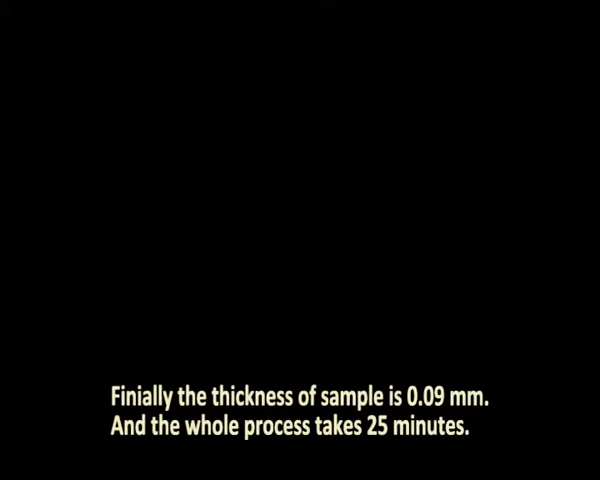 Finially the thickness of sample is 0.09 mm.
And the whole process takes 25 minutes.